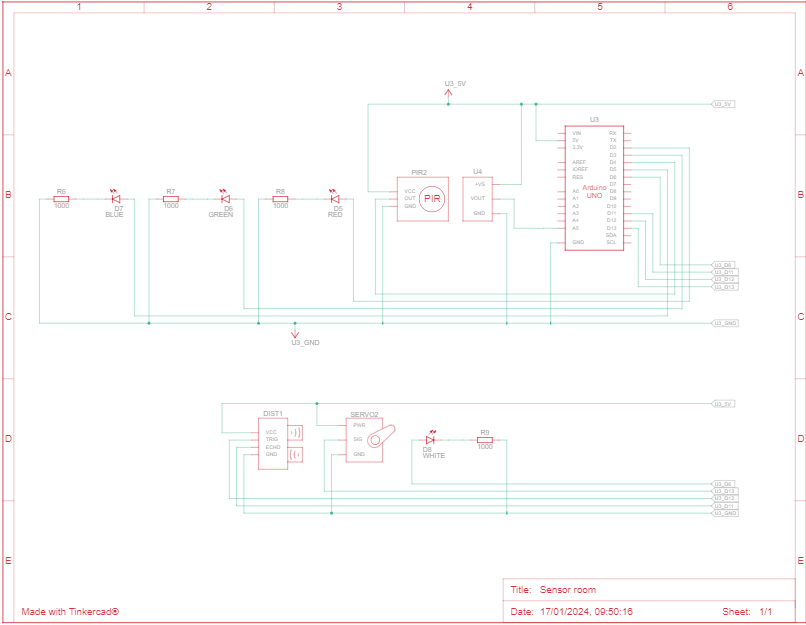 1 2 3 4 5 6
A A
U3_5V
U3_5V
U3
VIN RX
5V TX
3.3V D2
D3
AREF D4
IOREF D5
RES D6
D7
A0 D8
A1 D9
A2 D10
A3 D11
A4 D12
A5 D13
SDA
GND SCL
Arduino
UNO
B B
PIR2
VCC
OUT
GND
PIR
U4
+VS
VOUT
GND
R6
1000
D7
BLUE
R7
1000
D6
GREEN
R8
1000
D5
RED
U3_D6
U3_D11
U3_D12
U3_D13
C C
U3_GND
U3_GND
U3_5V
DIST1
VCC
TRIG
ECHO
GND
SERVO2
PWR
SIG
GND
D8
WHITE
R9
1000
D D
U3_D6
U3_D13
U3_D12
U3_D11
U3_GND
E E
Title: Sensor room
Made with Tinkercad®
Date: 17/01/2024, 09:50:16
Sheet: 1/1